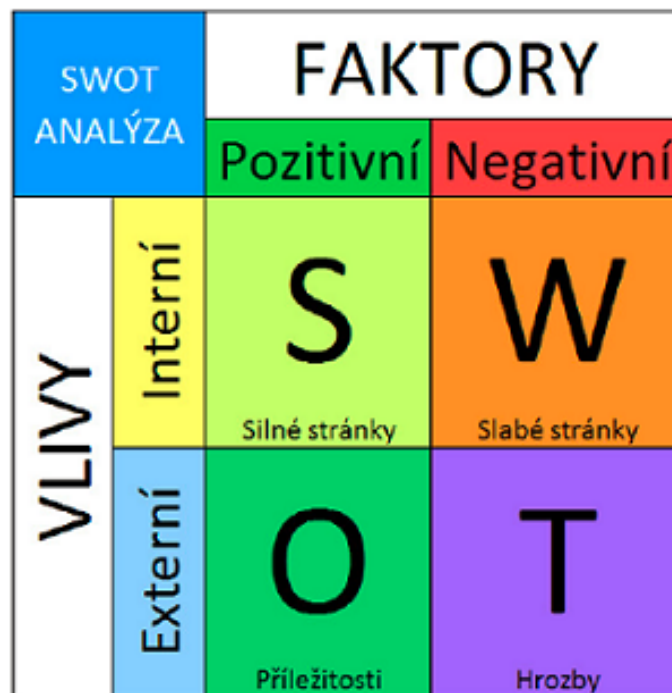 SWOT
ANALÝZA
FAKTORY
Pozitivní
Negativní
VLIVY
Interní
S
Silné stránky
W
Slabé stránky
Externí
O
Příležitosti
T
Hrozby